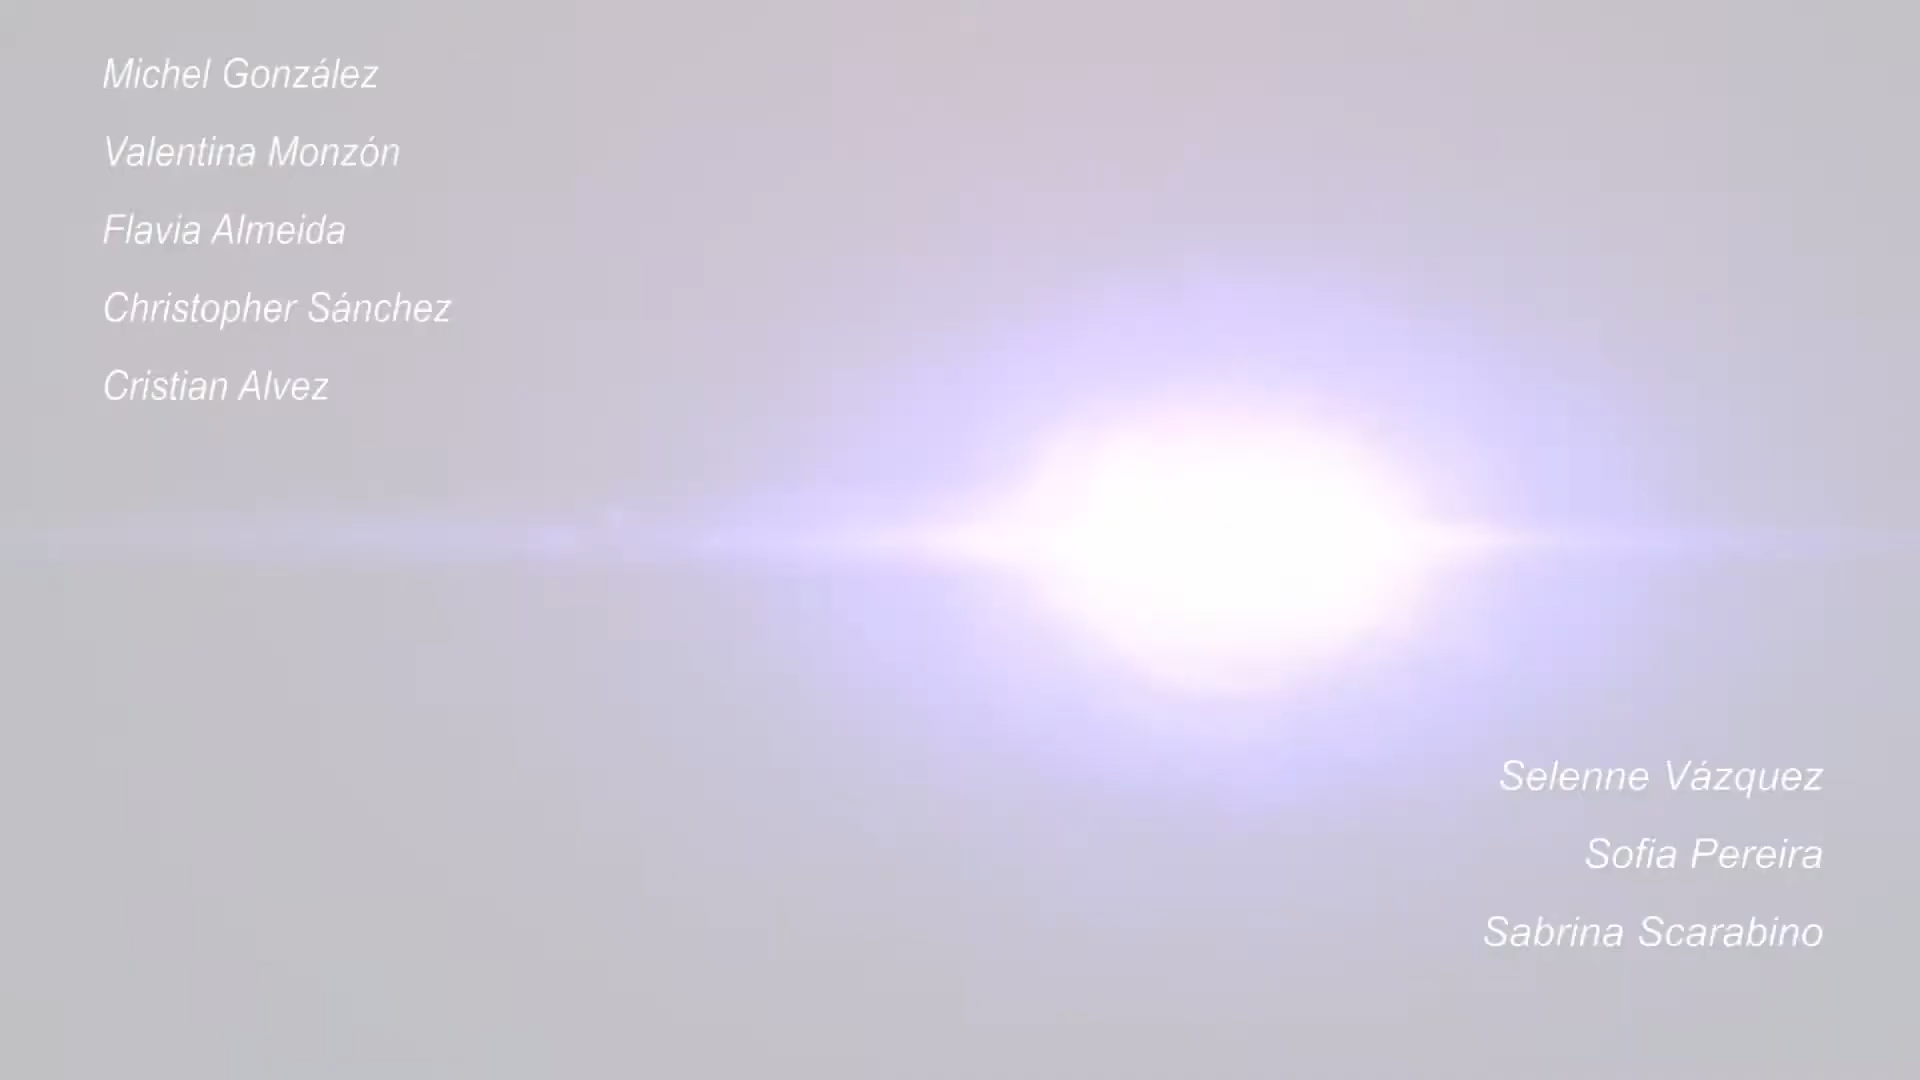 Michel González
Valentina Monzón
Flavia Almeida
Christopher Sánchez
Cristian Alvez
Selenne Vázquez
Sofia Pereira
Sabrina Scarabino